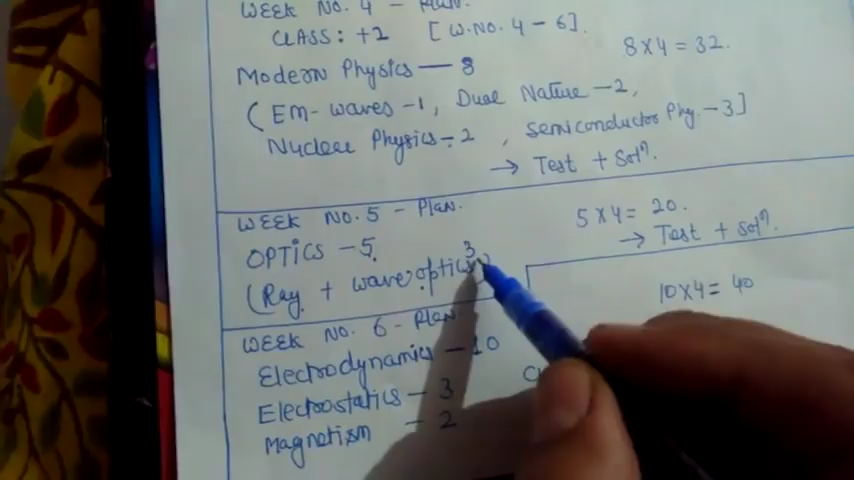 WEEK NO. 4 - Plan.
CLASS: +2 [W.NO. 4 - 6].
8 X 4 = 32.
Modern Physics — 8
(EM-waves -1, Dual Nature -2,
Nuclear Physics -2, Semiconductor Phy. -3]
→ Test + Solⁿ.
WEEK NO. 5 - Plan.
5 X 4 = 20.
OPTICS - 5.
→ Test + Solⁿ.
3
(Ray + wave optics)
WEEK NO. 6 - Plan.
10 X 4 = 40
Electrodynamics - 10
Electrostatics - 3
Magnetism - 2